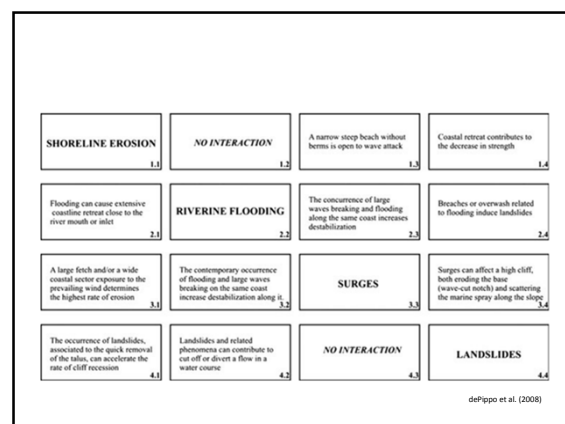 SHORELINE EROSION
1.1
NO INTERACTION
1.2
A narrow steep beach without
berms is open to wave attack
1.3
Coastal retreat contributes to
the decrease in strength
1.4
Flooding can cause extensive
coastline retreat close to the
river mouth or inlet
2.1
RIVERINE FLOODING
2.2
The concurrence of large
waves breaking and flooding
along the same coast increases
destabilization
2.3
Breaches or overwash related
to flooding induce landslides
2.4
A large fetch and/or a wide
coastal sector exposure to the
prevailing wind determines
the highest rate of erosion
3.1
The contemporary occurrence
of flooding and large waves
breaking on the same coast
increase destabilization along it.
3.2
SURGES
3.3
Surges can affect a high cliff,
both eroding the base
(wave-cut notch) and scattering
the marine spray along the slope
3.4
The occurrence of landslides,
associated to the quick removal
of the talus, can accelerate the
rate of cliff recession
4.1
Landslides and related
phenomena can contribute to
cut off or divert a flow in a
water course
4.2
NO INTERACTION
4.3
LANDSLIDES
4.4
dePippo et al. (2008)